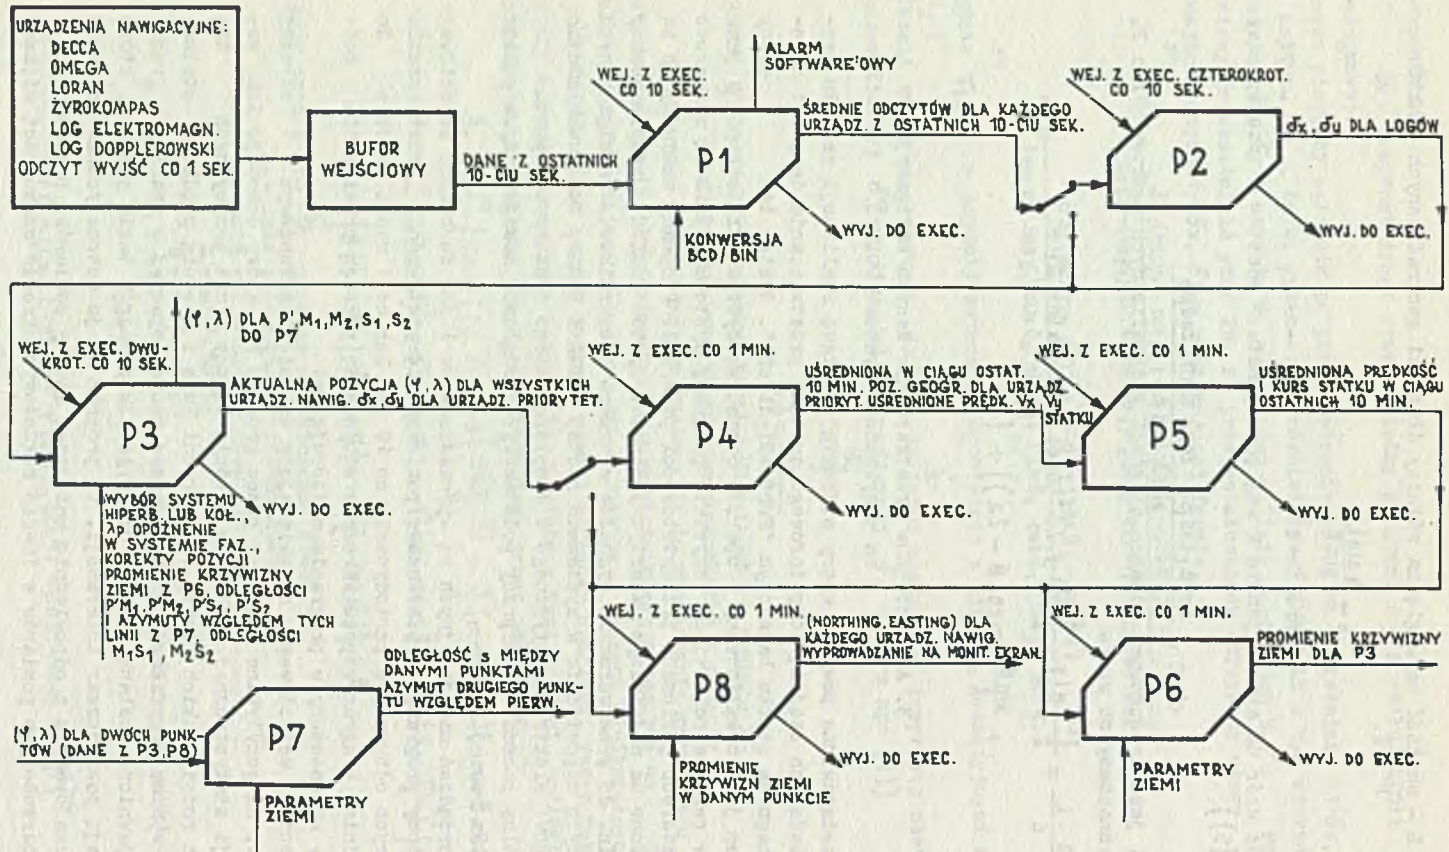 URZĄDZENIA NAWIGACYJNE:
DECCA
OMEGA
LORAN
ŻYROKOMPAS
LOG ELEKTROMAGN.
LOG DOPPLEROWSKI
ODCZYT WYJŚĆ CO 1 SEK.
BUFOR
WEJŚCIOWY
DANE Z OSTATNICH
10-CIU SEK.
WEJ. Z EXEC.
CO 10 SEK.
ALARM
SOFTWARE'OWY
P1
KONWERSJA
BCD/BIN
WYJ. DO EXEC.
ŚREDNIE ODCZYTÓW DLA KAŻDEGO
URZĄDZ. Z OSTATNICH 10-CIU SEK.
WEJ. Z EXEC. CZTEROKROT.
CO 10 SEK.
P2
WYJ. DO EXEC.
σx, σy DLA LOGÓW
(φ, λ) DLA P', M1, M2, S1, S2
DO P7
WEJ. Z EXEC. DWU-
KROT. CO 10 SEK.
P3
AKTUALNA POZYCJA (φ, λ) DLA WSZYSTKICH
URZĄDZ. NAWIG. σx, σy DLA URZĄDZ. PRIORYTET.
WYJ. DO EXEC.
WYBÓR SYSTEMU
HIPERB. LUB KOŁ.,
λp OPÓŹNIENIE
W SYSTEMIE FAZ.,
KOREKTY POZYCJI
PROMIENIE KRZYWIZNY
ZIEMI Z P6, ODLEGŁOŚCI
P'M1, P'M2, P'S1, P'S2
I AZYMUTY WZGLĘDEM TYCH
LINII Z P7, ODLEGŁOŚCI
M1S1, M2S2
WEJ. Z EXEC. CO 1 MIN.
P4
WYJ. DO EXEC.
UŚREDNIONA W CIĄGU OSTAT.
10 MIN. POZ. GEOGR. DLA URZĄDZ.
PRIORYT. UŚREDNIONE PRĘDK. Vx, Vy
STATKU
WEJ. Z EXEC. CO 1 MIN.
P5
WYJ. DO EXEC.
UŚREDNIONA PRĘDKOŚĆ
I KURS STATKU W CIĄGU
OSTATNICH 10 MIN.
(φ, λ) DLA DWÓCH PUNK-
TÓW (DANE Z P3, P8)
P7
PARAMETRY
ZIEMI
ODLEGŁOŚĆ s MIĘDZY
DANYMI PUNKTAMI
AZYMUT DRUGIEGO PUNK-
TU WZGLĘDEM PIERW.
WEJ. Z EXEC. CO 1 MIN.
P8
PROMIENIE
KRZYWIZN ZIEMI
W DANYM PUNKCIE
WYJ. DO EXEC.
(NORTHING, EASTING) DLA
KAŻDEGO URZĄDZ. NAWIG.
WYPROWADZANIE NA MONIT. EKRAN.
WEJ. Z EXEC. CO 1 MIN.
P6
PARAMETRY
ZIEMI
WYJ. DO EXEC.
PROMIENIE KRZYWIZNY
ZIEMI DLA P3